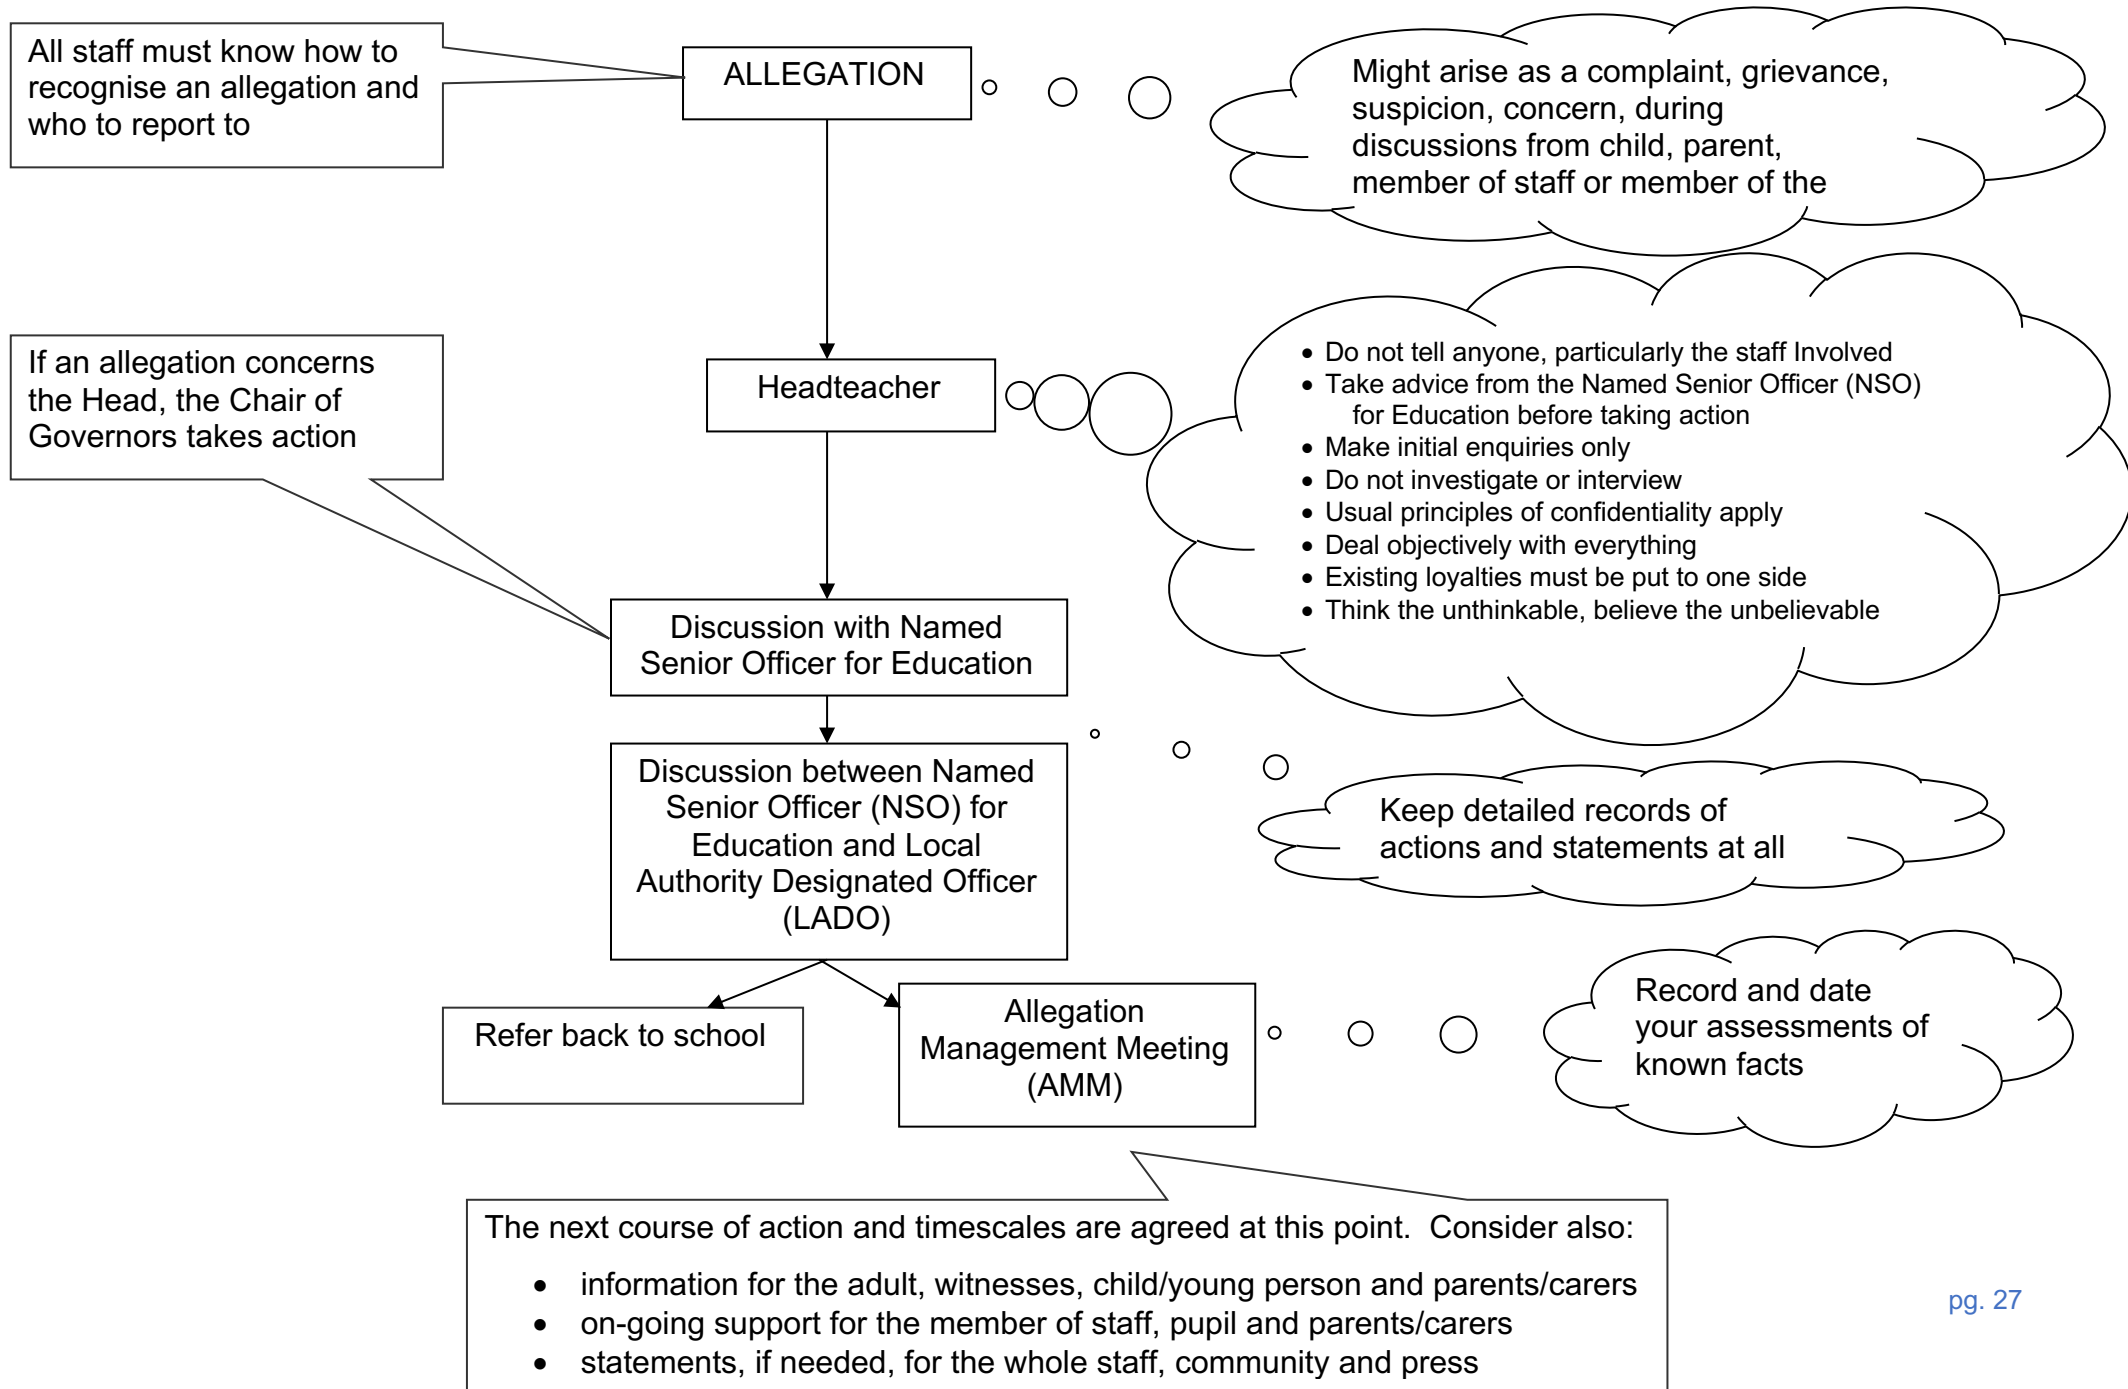 All staff must know how to
recognise an allegation and
who to report to
ALLEGATION
Might arise as a complaint, grievance,
suspicion, concern, during
discussions from child, parent,
member of staff or member of the
If an allegation concerns
the Head, the Chair of
Governors takes action
Headteacher
• Do not tell anyone, particularly the staff Involved
• Take advice from the Named Senior Officer (NSO)
for Education before taking action
• Make initial enquiries only
• Do not investigate or interview
• Usual principles of confidentiality apply
• Deal objectively with everything
• Existing loyalties must be put to one side
• Think the unthinkable, believe the unbelievable
Discussion with Named
Senior Officer for Education
Discussion between Named
Senior Officer (NSO) for
Education and Local
Authority Designated Officer
(LADO)
Keep detailed records of
actions and statements at all
Refer back to school
Allegation
Management Meeting
(AMM)
Record and date
your assessments of
known facts
The next course of action and timescales are agreed at this point.  Consider also:
• information for the adult, witnesses, child/young person and parents/carers
• on-going support for the member of staff, pupil and parents/carers
• statements, if needed, for the whole staff, community and press
pg. 27